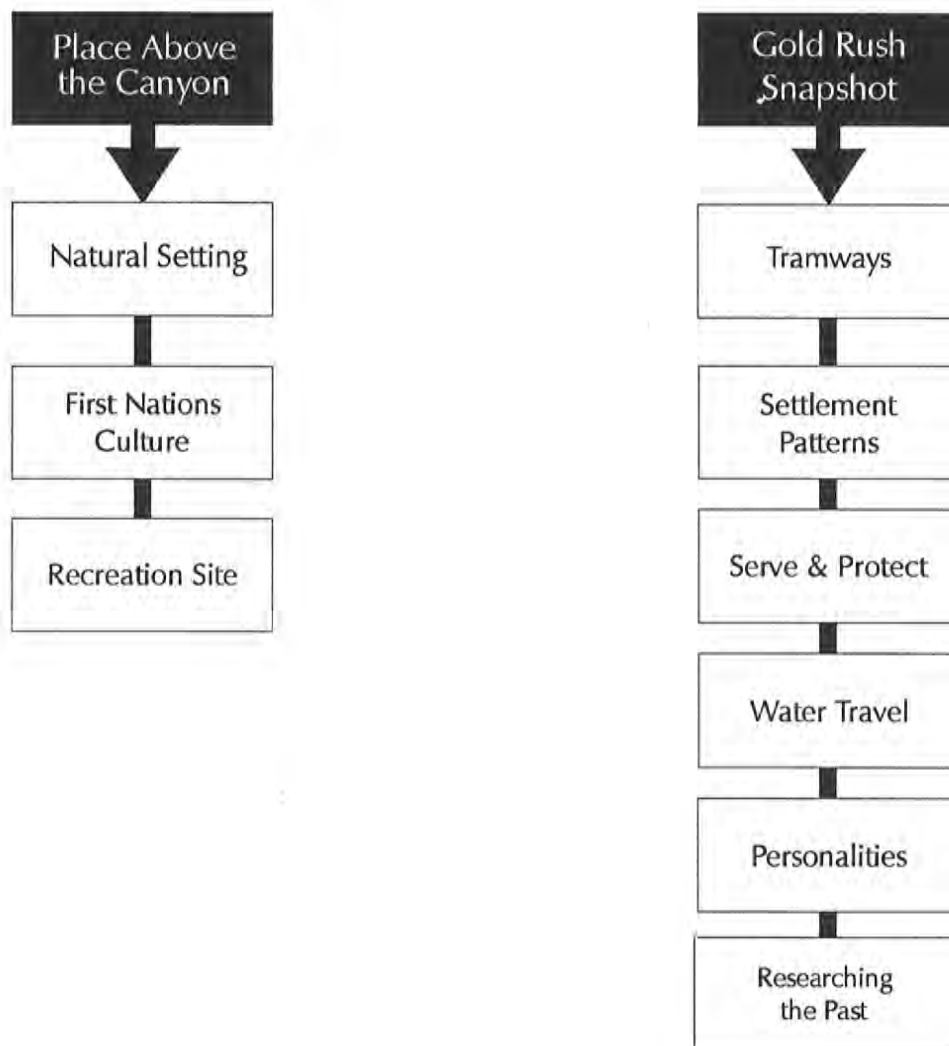 Place Above
the Canyon
Natural Setting
First Nations
Culture
Recreation Site
Gold Rush
Snapshot
Tramways
Settlement
Patterns
Serve & Protect
Water Travel
Personalities
Researching
the Past